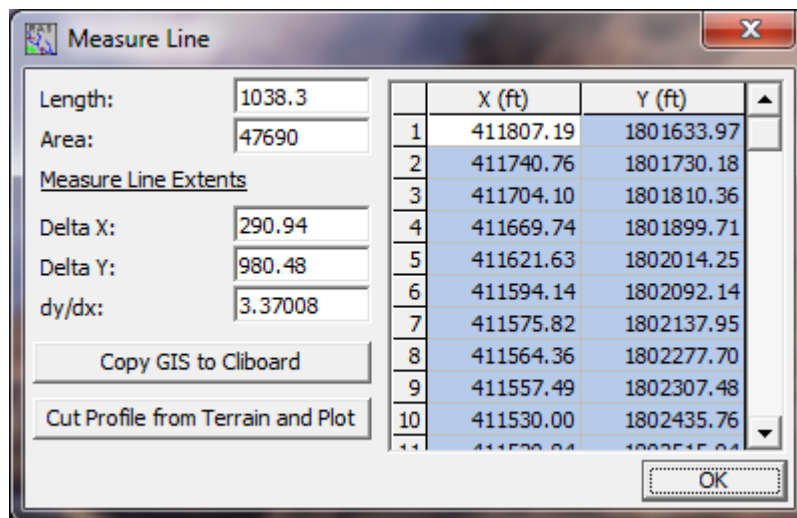 Measure Line
Length: 1038.3
Area: 47690
Measure Line Extents
Delta X: 290.94
Delta Y: 980.48
dy/dx: 3.37008
Copy GIS to Cliboard
Cut Profile from Terrain and Plot
X (ft) Y (ft)
1 411807.19 1801633.97
2 411740.76 1801730.18
3 411704.10 1801810.36
4 411669.74 1801899.71
5 411621.63 1802014.25
6 411594.14 1802092.14
7 411575.82 1802137.95
8 411564.36 1802277.70
9 411557.49 1802307.48
10 411530.00 1802435.76
11
OK